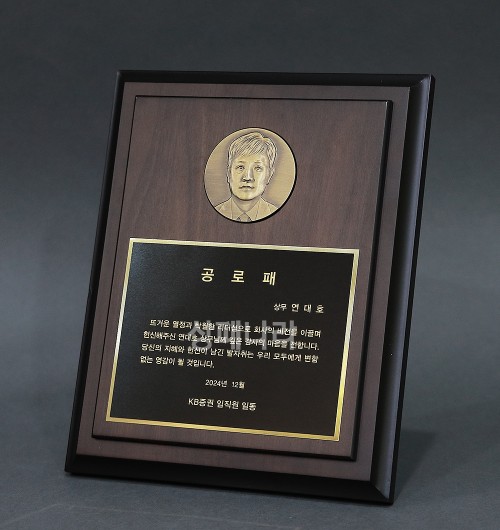 공 로 패
상무 연 대 호
뜨거운 열정과 탁월한 리더십으로 회사의 비전을 이끌며
헌신해주신 연대호 상무님께 깊은 감사의 마음을 전합니다.
당신의 지혜와 헌신이 남긴 발자취는 우리 모두에게 변함
없는 영감이 될 것입니다.
2024년 12월
KB증권 임직원 일동